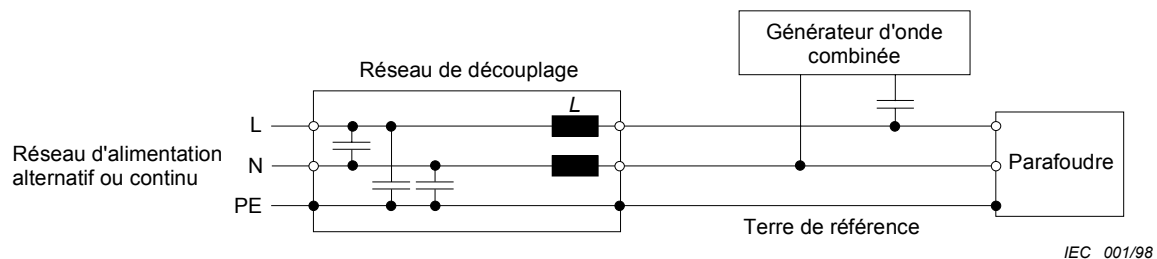 Générateur d'onde
combinée
Réseau de découplage
L
L
Réseau d'alimentation
alternatif ou continu
N
Parafoudre
PE
Terre de référence
IEC 001/98